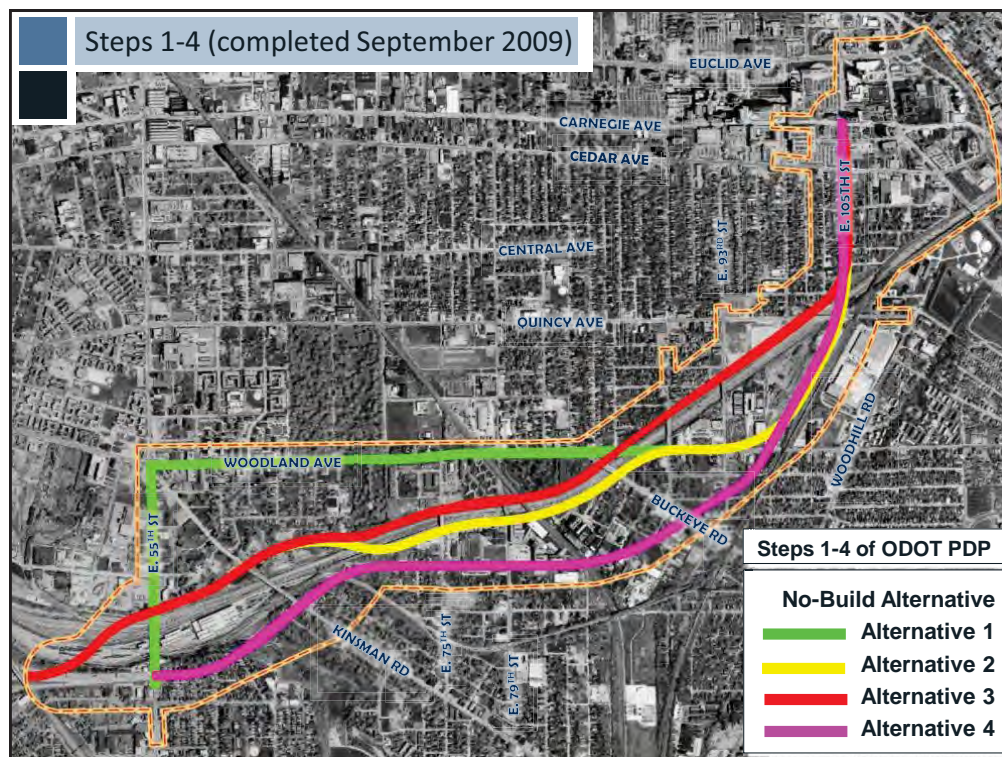 Steps 1-4 (completed September 2009)
EUCLID AVE
CARNEGIE AVE
CEDAR AVE
E. 105TH ST
E. 93RD ST
CENTRAL AVE
QUINCY AVE
WOODHILL RD
WOODLAND AVE
BUCKEYE RD
E. 55TH ST
KINSMAN RD
E. 75TH ST
E. 79TH ST
Steps 1-4 of ODOT PDP
No-Build Alternative
Alternative 1
Alternative 2
Alternative 3
Alternative 4